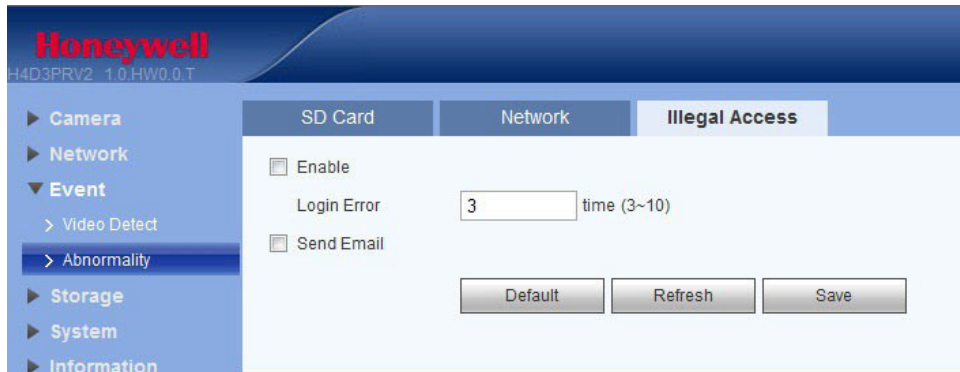 Honeywell
H4D3PRV2 1.0.HW0.0.T
Camera
Network
Event
Video Detect
Abnormality
Storage
System
Information
SD Card
Network
Illegal Access
Enable
Login Error
3
time (3~10)
Send Email
Default
Refresh
Save